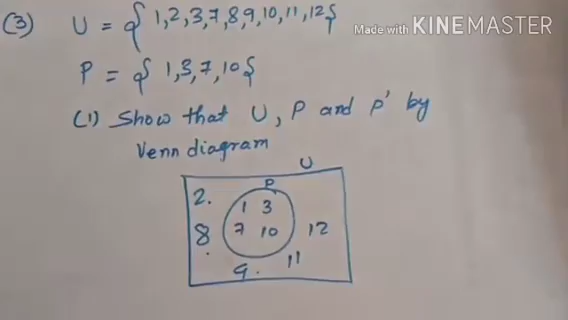 (3) U = { 1,2,3,7,8,9,10,11,12}
Made with KINEMASTER
P = { 1,3,7,10}
(1) Show that U, P and P' by
Venn diagram
U
P
2.
1 3
8
7 10
12
9.
11